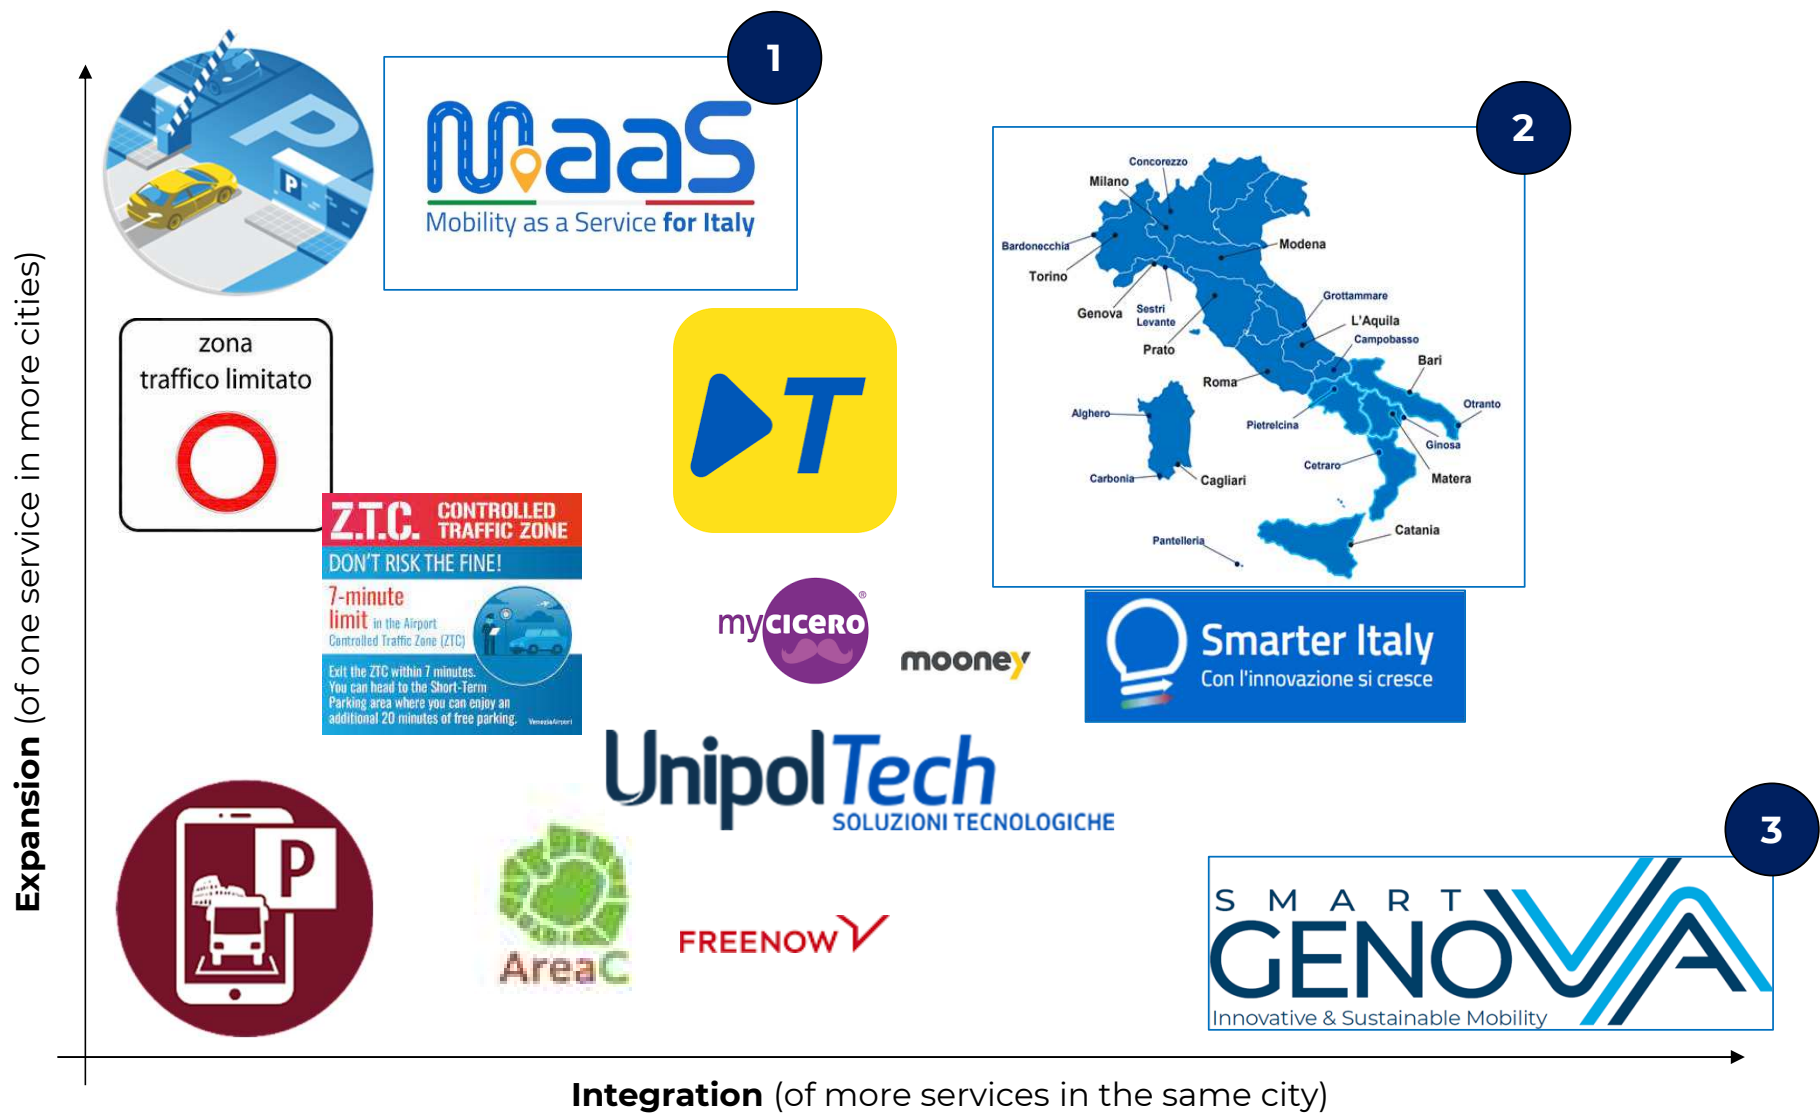 1
MaaS
Mobility as a Service for Italy
P
P
2
Concorezzo
Milano
Bardonecchia
Torino
Modena
Genova
Sestri
Levante
Grottammare
L'Aquila
Campobasso
Prato
Bari
Roma
Alghero
Pietrelcina
Otranto
Ginosa
Cetraro
Carbonia
Cagliari
Matera
Catania
Pantelleria
zona
traffico limitato
T
Z.T.C. CONTROLLED
TRAFFIC ZONE
DON'T RISK THE FINE!
7-minute
limit in the Airport
Controlled Traffic Zone (ZTC)
Exit the ZTC within 7 minutes.
You can head to the Short-Term
Parking area where you can enjoy an
additional 20 minutes of free parking.
VeneziaAirport
mycicero®
mooney
Smarter Italy
Con l'innovazione si cresce
UnipolTech
SOLUZIONI TECNOLOGICHE
P
AreaC
FREENOW
3
SMART
GENOVA
Innovative & Sustainable Mobility
Expansion (of one service in more cities)
Integration (of more services in the same city)